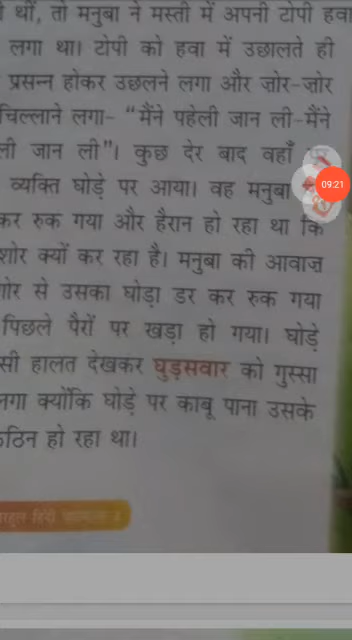 थीं, तो मनुबा ने मस्ती में अपनी टोपी हवा
लगा था। टोपी को हवा में उछालते ही
प्रसन्न होकर उछलने लगा और ज़ोर-ज़ोर
चिल्लाने लगा- “मैंने पहेली जान ली-मैंने
ली जान ली”। कुछ देर बाद वहाँ
व्यक्ति घोड़े पर आया। वह मनुबा
09:21
कर रुक गया और हैरान हो रहा था कि
शोर क्यों कर रहा है। मनुबा की आवाज़
शोर से उसका घोड़ा डर कर रुक गया
पिछले पैरों पर खड़ा हो गया। घोड़े
सी हालत देखकर घुड़सवार को गुस्सा
लगा क्योंकि घोड़े पर काबू पाना उसके
कठिन हो रहा था।
हिंदी